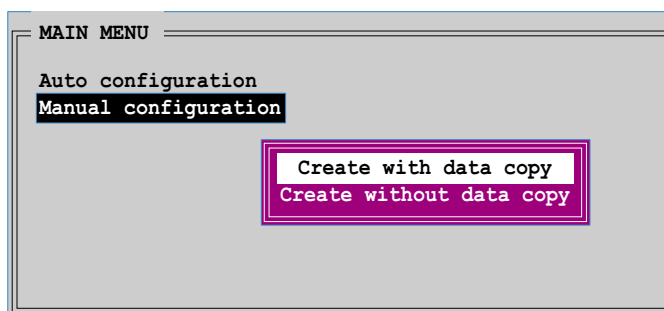 MAIN MENU
Auto configuration
Manual configuration
Create with data copy
Create without data copy